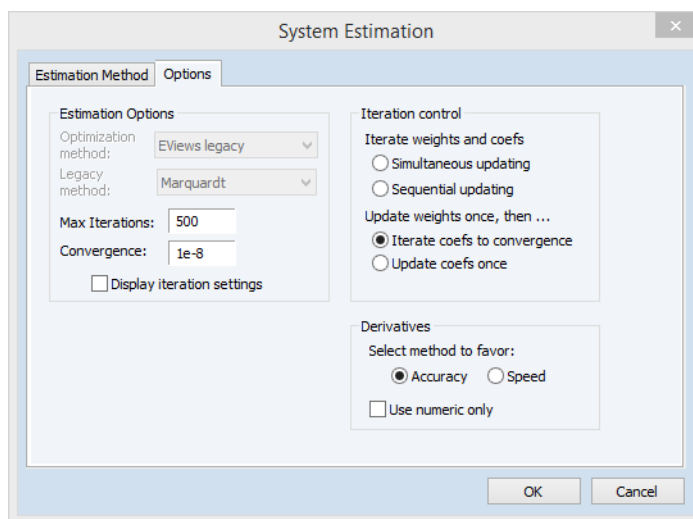 System Estimation
Estimation Method
Options
Estimation Options
Optimization
method:
EViews legacy
Legacy
method:
Marquardt
Max Iterations:
500
Convergence:
1e-8
Display iteration settings
Iteration control
Iterate weights and coefs
Simultaneous updating
Sequential updating
Update weights once, then ...
Iterate coefs to convergence
Update coefs once
Derivatives
Select method to favor:
Accuracy
Speed
Use numeric only
OK
Cancel